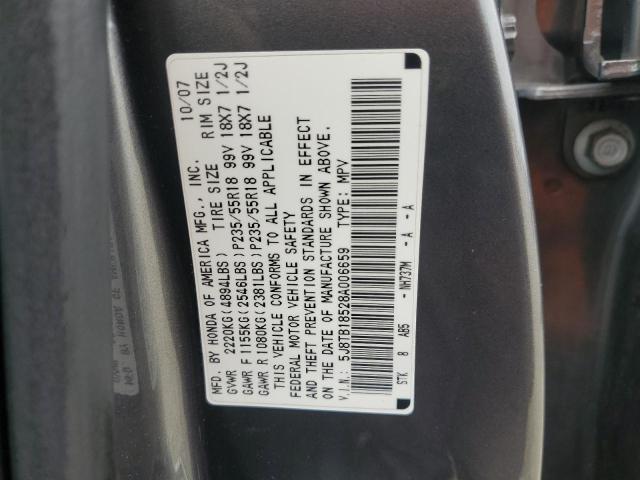 MFD. BY HONDA OF AMERICA MFG., INC. 10/07
GVWR 2220KG(4894LBS) TIRE SIZE RIM SIZE
GAWR F 1155KG(2546LBS)P235/55R18 99V 18X7 1/2J
GAWR R 1080KG(2381LBS)P235/55R18 99V 18X7 1/2J
THIS VEHICLE CONFORMS TO ALL APPLICABLE
FEDERAL MOTOR VEHICLE SAFETY
AND THEFT PREVENTION STANDARDS IN EFFECT
ON THE DATE OF MANUFACTURE SHOWN ABOVE.
V.I.N.: 5J8TB18528A006659 TYPE: MPV
STK 8 AB5 - NH737M - A - A